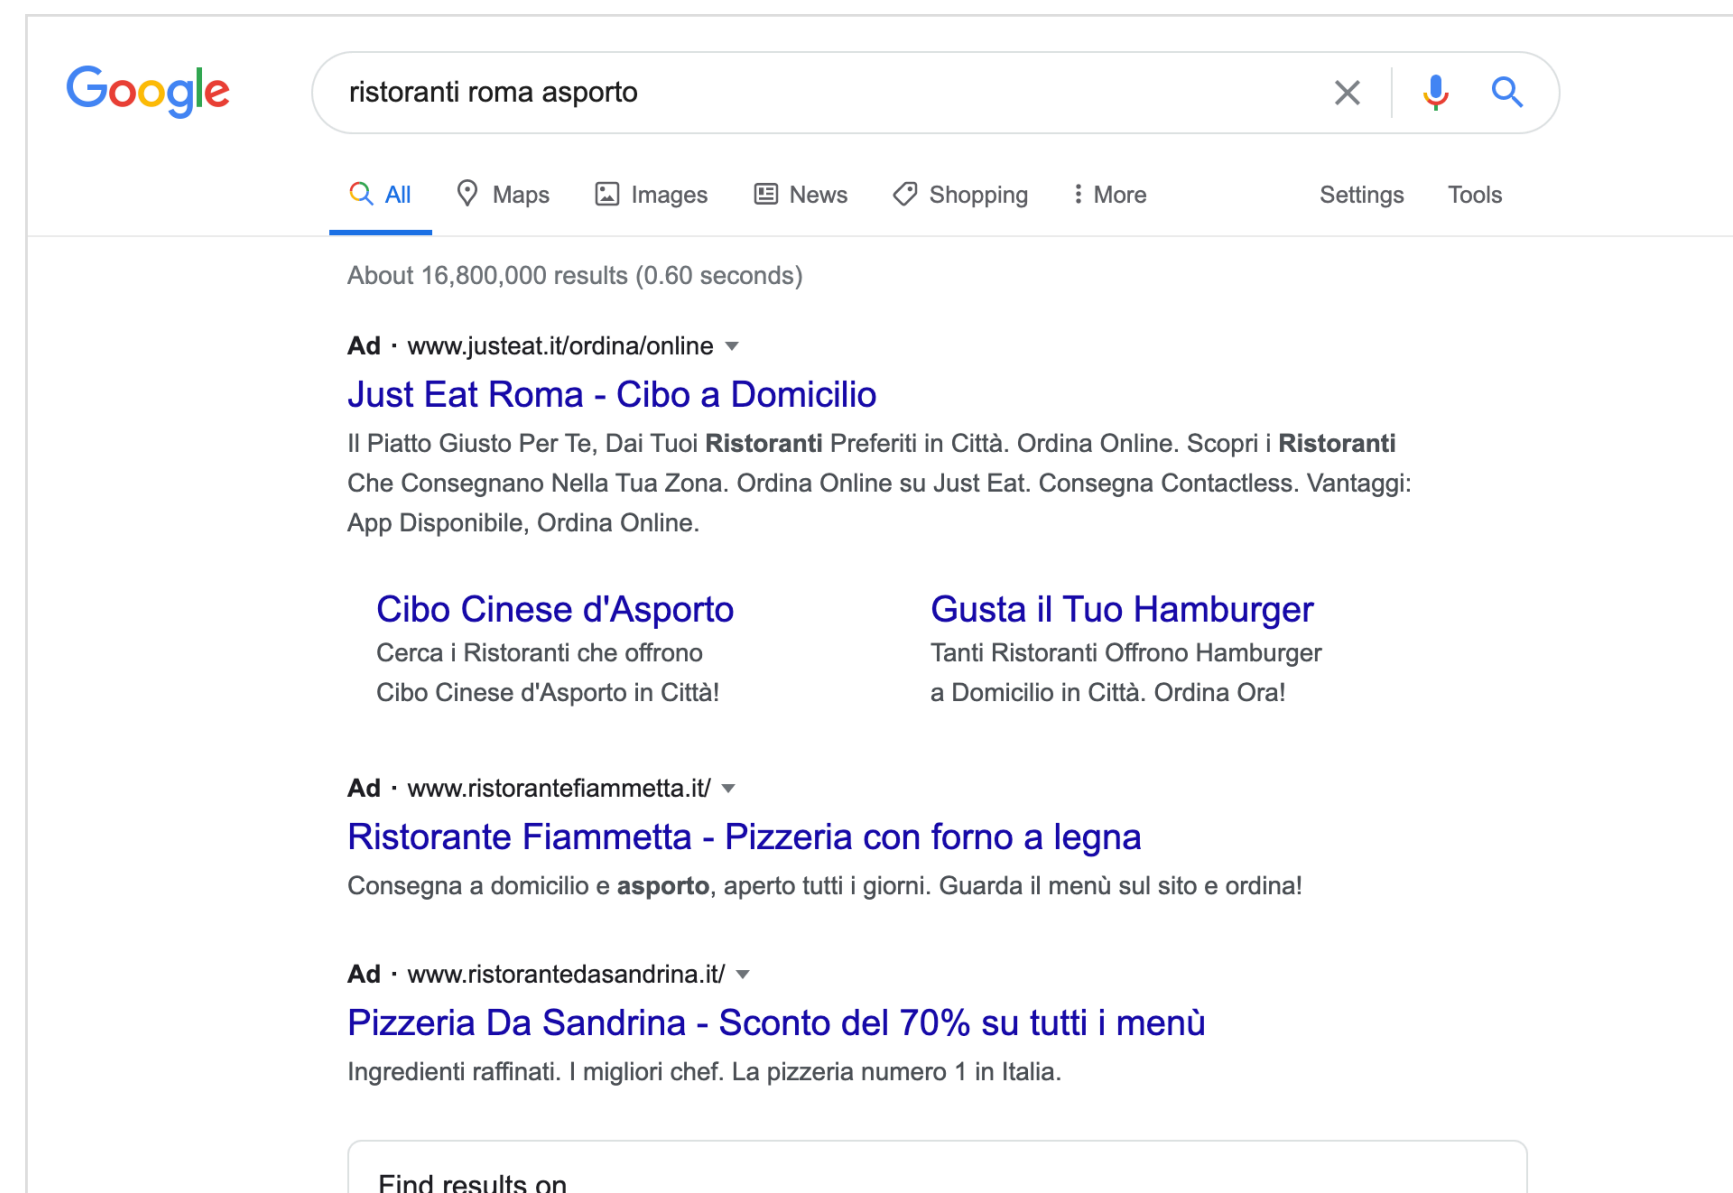 Google
ristoranti roma asporto
All Maps Images News Shopping More Settings Tools
About 16,800,000 results (0.60 seconds)
Ad · www.justeat.it/ordina/online
Just Eat Roma - Cibo a Domicilio
Il Piatto Giusto Per Te, Dai Tuoi Ristoranti Preferiti in Città. Ordina Online. Scopri i Ristoranti
Che Consegnano Nella Tua Zona. Ordina Online su Just Eat. Consegna Contactless. Vantaggi:
App Disponibile, Ordina Online.
Cibo Cinese d'Asporto
Cerca i Ristoranti che offrono
Cibo Cinese d'Asporto in Città!
Gusta il Tuo Hamburger
Tanti Ristoranti Offrono Hamburger
a Domicilio in Città. Ordina Ora!
Ad · www.ristorantefiammetta.it/
Ristorante Fiammetta - Pizzeria con forno a legna
Consegna a domicilio e asporto, aperto tutti i giorni. Guarda il menù sul sito e ordina!
Ad · www.ristorantedasandrina.it/
Pizzeria Da Sandrina - Sconto del 70% su tutti i menù
Ingredienti raffinati. I migliori chef. La pizzeria numero 1 in Italia.
Find results on